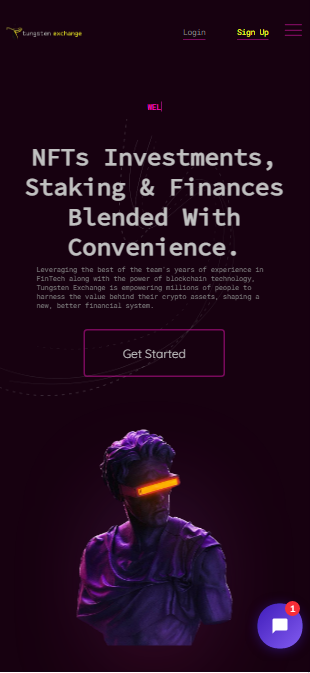 tungsten exchange
Login
Sign Up
WEL
NFTs Investments,
Staking & Finances
Blended With
Convenience.
Leveraging the best of the team's years of experience in
FinTech along with the power of blockchain technology,
Tungsten Exchange is empowering millions of people to
harness the value behind their crypto assets, shaping a
new, better financial system.
Get Started
1